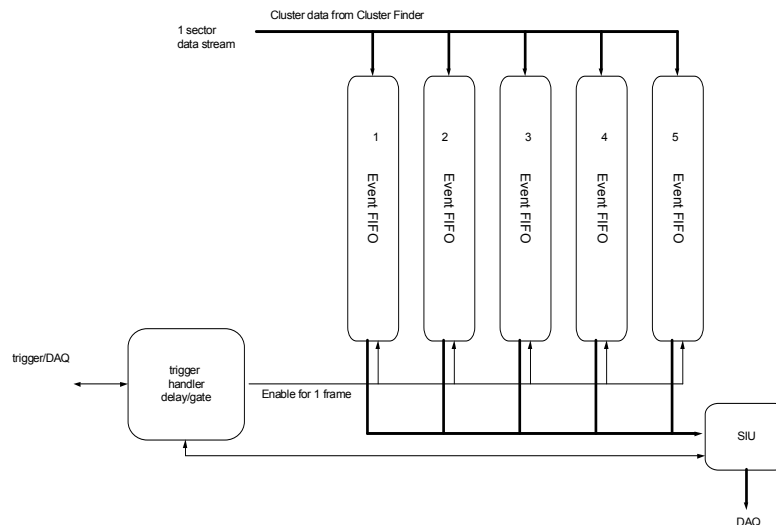 Cluster data from Cluster Finder
1 sector
data stream
1
2
3
4
5
Event FIFO
Event FIFO
Event FIFO
Event FIFO
Event FIFO
trigger/DAQ
trigger
handler
delay/gate
Enable for 1 frame
SIU
DAQ